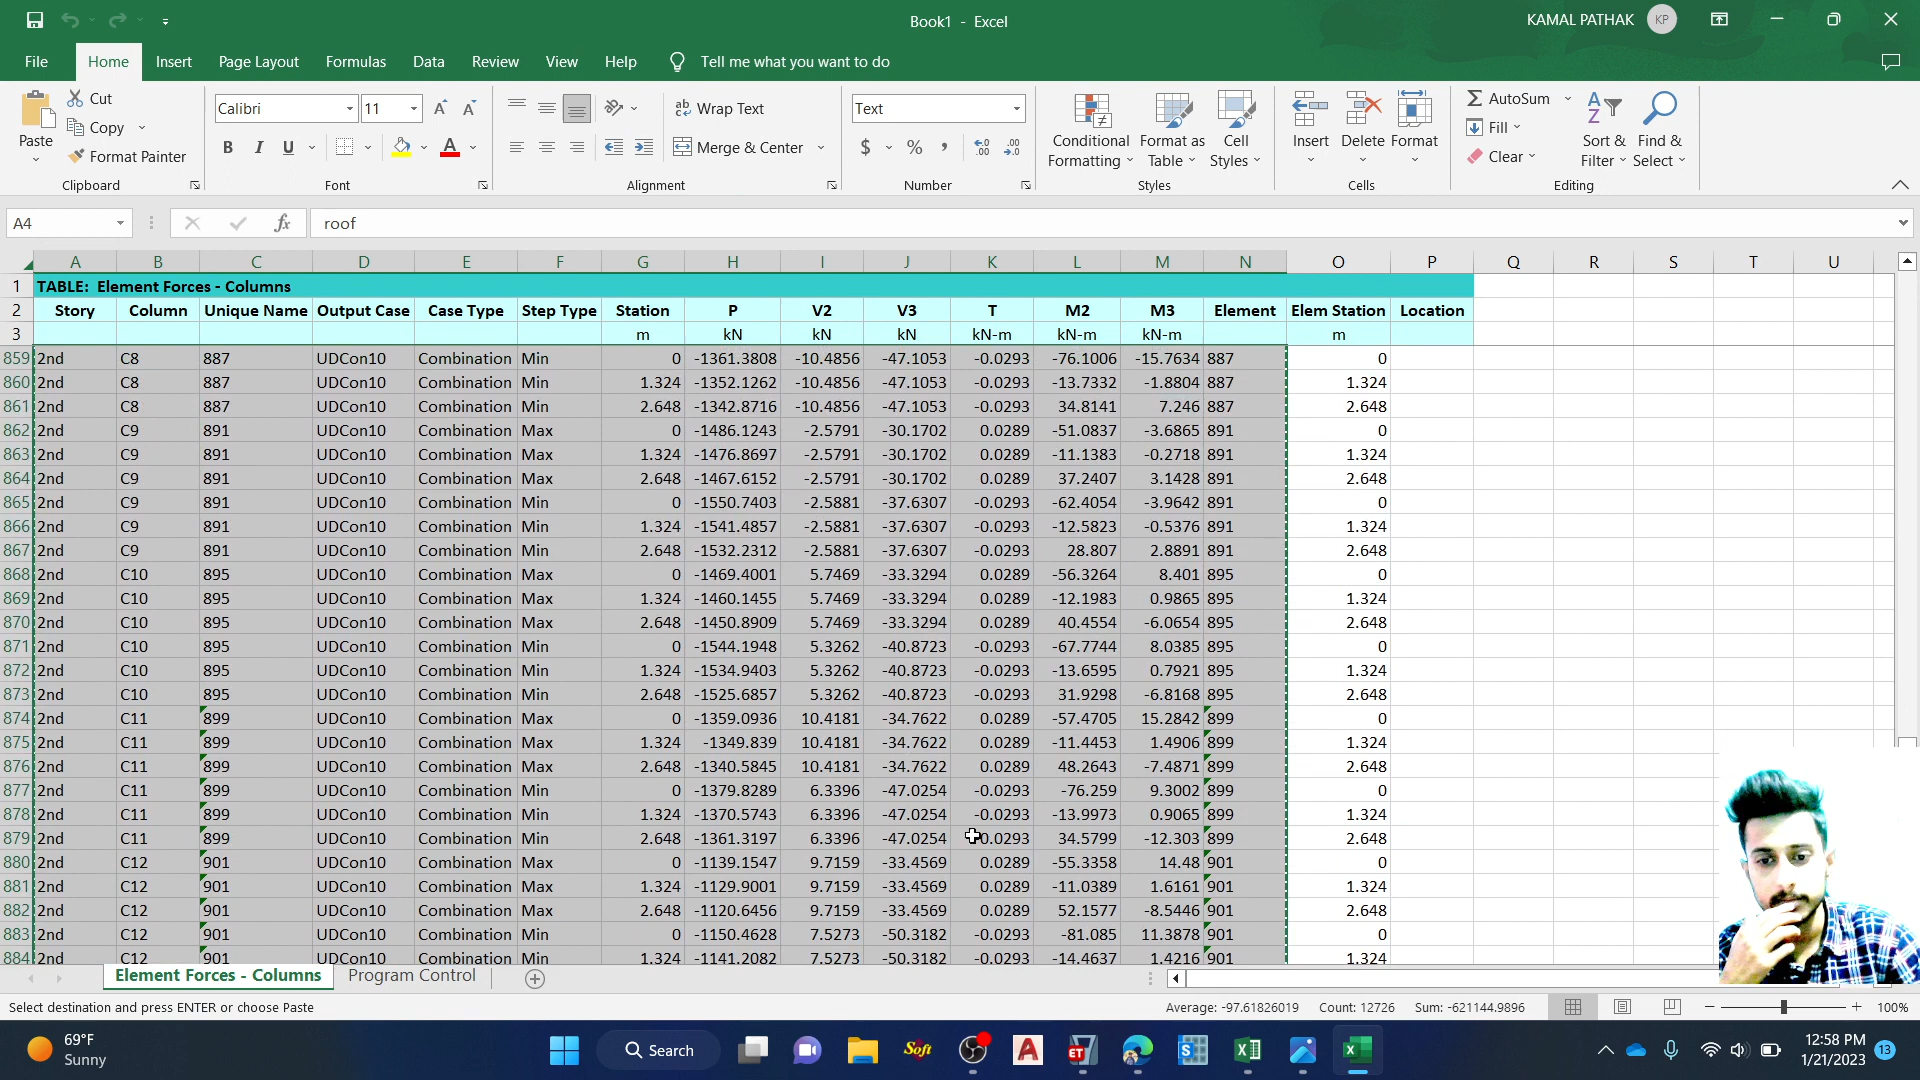 Book1 - Excel
KAMAL PATHAK KP
File Home Insert Page Layout Formulas Data Review View Help Tell me what you want to do
Paste
Cut
Copy
Format Painter
Clipboard
Calibri 11
B I U
Font
Wrap Text
Merge & Center
Alignment
Text
$ % ,
Number
Conditional Formatting
Format as Table
Cell Styles
Styles
Insert Delete Format
Cells
AutoSum
Fill
Clear
Sort & Filter
Find & Select
Editing
A4 fx roof
A B C D E F G H I J K L M N O P Q R S T U
1 TABLE: Element Forces - Columns
2 Story Column Unique Name Output Case Case Type Step Type Station P V2 V3 T M2 M3 Element Elem Station Location
3 m kN kN kN kN-m kN-m kN-m m
859 2nd C8 887 UDCon10 Combination Min 0 -1361.3808 -10.4856 -47.1053 -0.0293 -76.1006 -15.7634 887 0
860 2nd C8 887 UDCon10 Combination Min 1.324 -1352.1262 -10.4856 -47.1053 -0.0293 -13.7332 -1.8804 887 1.324
861 2nd C8 887 UDCon10 Combination Min 2.648 -1342.8716 -10.4856 -47.1053 -0.0293 34.8141 7.246 887 2.648
862 2nd C9 891 UDCon10 Combination Max 0 -1486.1243 -2.5791 -30.1702 0.0289 -51.0837 -3.6865 891 0
863 2nd C9 891 UDCon10 Combination Max 1.324 -1476.8697 -2.5791 -30.1702 0.0289 -11.1383 -0.2718 891 1.324
864 2nd C9 891 UDCon10 Combination Max 2.648 -1467.6152 -2.5791 -30.1702 0.0289 37.2407 3.1428 891 2.648
865 2nd C9 891 UDCon10 Combination Min 0 -1550.7403 -2.5881 -37.6307 -0.0293 -62.4054 -3.9642 891 0
866 2nd C9 891 UDCon10 Combination Min 1.324 -1541.4857 -2.5881 -37.6307 -0.0293 -12.5823 -0.5376 891 1.324
867 2nd C9 891 UDCon10 Combination Min 2.648 -1532.2312 -2.5881 -37.6307 -0.0293 28.807 2.8891 891 2.648
868 2nd C10 895 UDCon10 Combination Max 0 -1469.4001 5.7469 -33.3294 0.0289 -56.3264 8.401 895 0
869 2nd C10 895 UDCon10 Combination Max 1.324 -1460.1455 5.7469 -33.3294 0.0289 -12.1983 0.9865 895 1.324
870 2nd C10 895 UDCon10 Combination Max 2.648 -1450.8909 5.7469 -33.3294 0.0289 40.4554 -6.0654 895 2.648
871 2nd C10 895 UDCon10 Combination Min 0 -1544.1948 5.3262 -40.8723 -0.0293 -67.7744 8.0385 895 0
872 2nd C10 895 UDCon10 Combination Min 1.324 -1534.9403 5.3262 -40.8723 -0.0293 -13.6595 0.7921 895 1.324
873 2nd C10 895 UDCon10 Combination Min 2.648 -1525.6857 5.3262 -40.8723 -0.0293 31.9298 -6.8168 895 2.648
874 2nd C11 899 UDCon10 Combination Max 0 -1359.0936 10.4181 -34.7622 0.0289 -57.4705 15.2842 899 0
875 2nd C11 899 UDCon10 Combination Max 1.324 -1349.839 10.4181 -34.7622 0.0289 -11.4453 1.4906 899 1.324
876 2nd C11 899 UDCon10 Combination Max 2.648 -1340.5845 10.4181 -34.7622 0.0289 48.2643 -7.4871 899 2.648
877 2nd C11 899 UDCon10 Combination Min 0 -1379.8289 6.3396 -47.0254 -0.0293 -76.259 9.3002 899 0
878 2nd C11 899 UDCon10 Combination Min 1.324 -1370.5743 6.3396 -47.0254 -0.0293 -13.9973 0.9065 899 1.324
879 2nd C11 899 UDCon10 Combination Min 2.648 -1361.3197 6.3396 -47.0254 0.0293 34.5799 -12.303 899 2.648
880 2nd C12 901 UDCon10 Combination Max 0 -1139.1547 9.7159 -33.4569 0.0289 -55.3358 14.48 901 0
881 2nd C12 901 UDCon10 Combination Max 1.324 -1129.9001 9.7159 -33.4569 0.0289 -11.0389 1.6161 901 1.324
882 2nd C12 901 UDCon10 Combination Max 2.648 -1120.6456 9.7159 -33.4569 0.0289 52.1577 -8.5446 901 2.648
883 2nd C12 901 UDCon10 Combination Min 0 -1150.4628 7.5273 -50.3182 -0.0293 -81.085 11.3878 901 0
884 2nd C12 901 UDCon10 Combination Min 1.324 -1141.2082 7.5273 -50.3182 -0.0293 -14.4637 1.4216 901 1.324
Element Forces - Columns Program Control
Select destination and press ENTER or choose Paste Average: -97.61826019 Count: 12726 Sum: -621144.9896 100%
69°F
Sunny
Search
Soft
ET
12:58 PM
1/21/2023 13